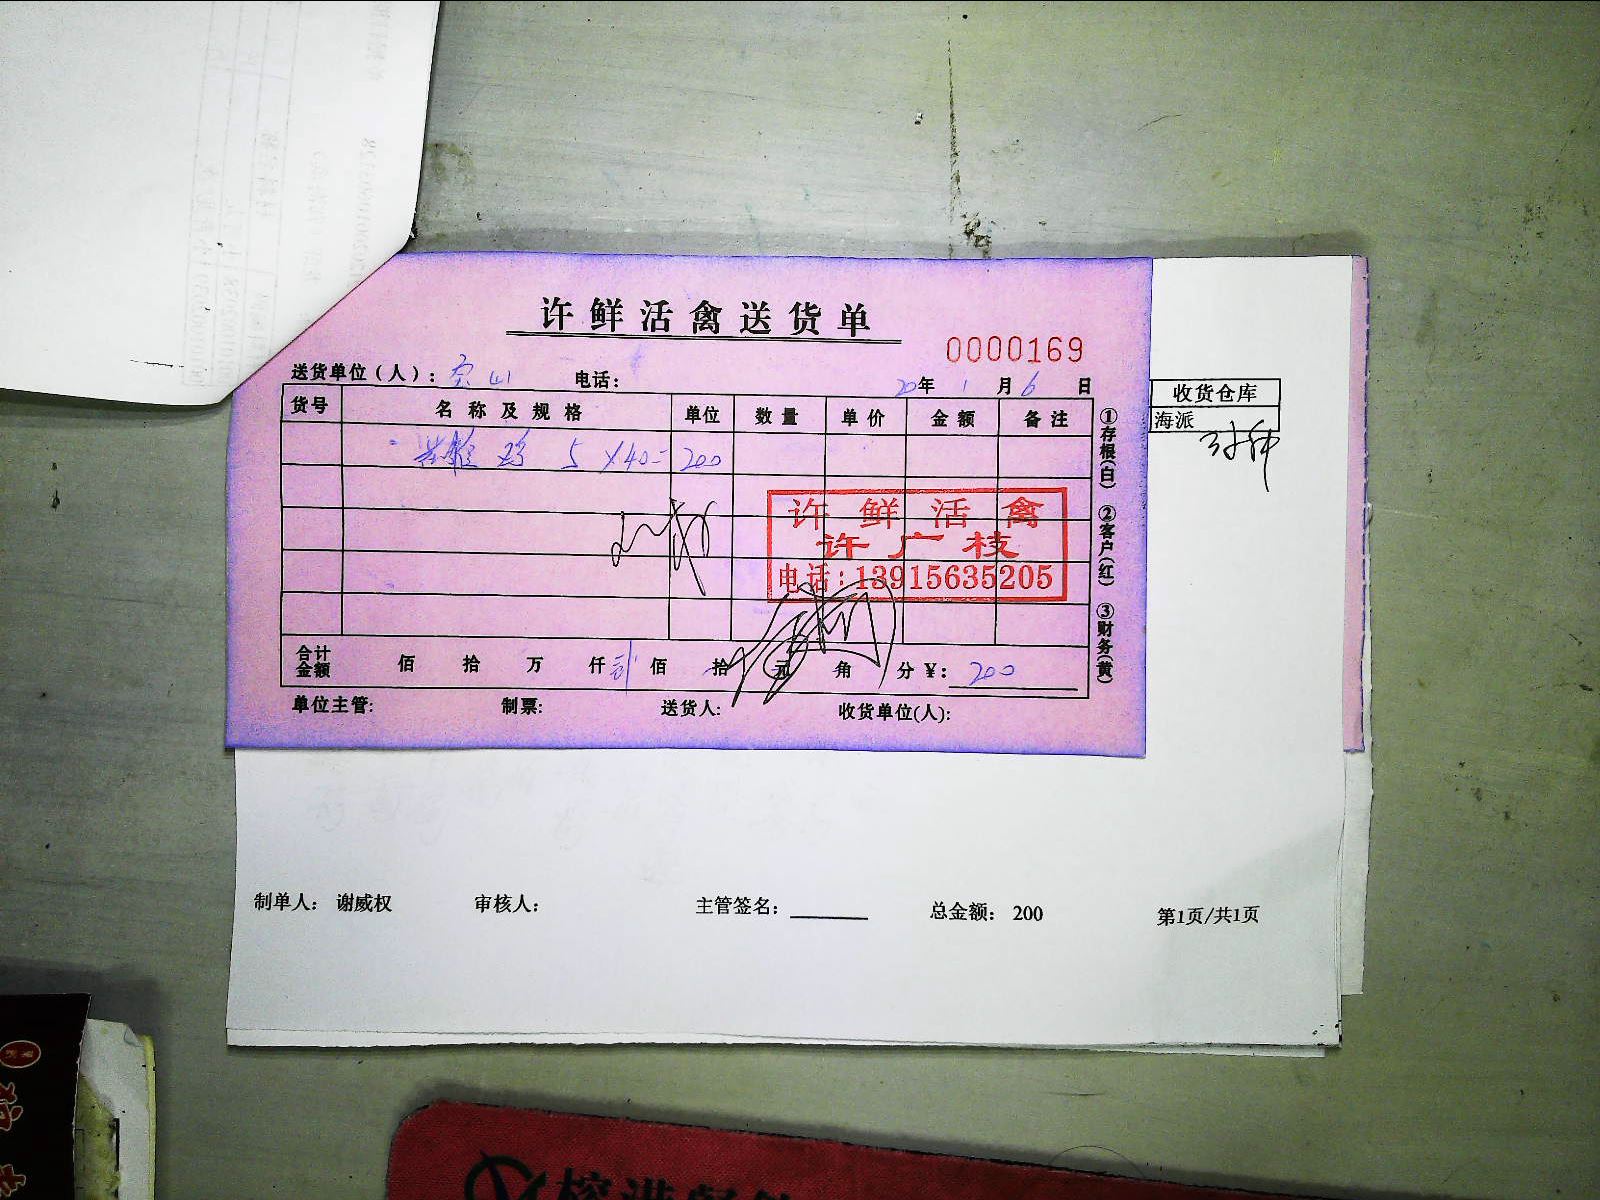 许鲜活禽送货单
0000169
送货单位(人): 电话:
20年 1 月 6 日
货号 名称及规格 单位 数量 单价 金额 备注
鸡 5 X40= 200
许鲜活禽
许广枝
电话:13915635205
合计金额 佰 拾 万 仟 贰 佰 拾 元 角 分 ¥: 200
单位主管: 制票: 送货人: 收货单位(人):
①存根(白) ②客户(红) ③财务(黄)
收货仓库
海派
制单人: 谢威权 审核人: 主管签名: 总金额: 200 第1页/共1页